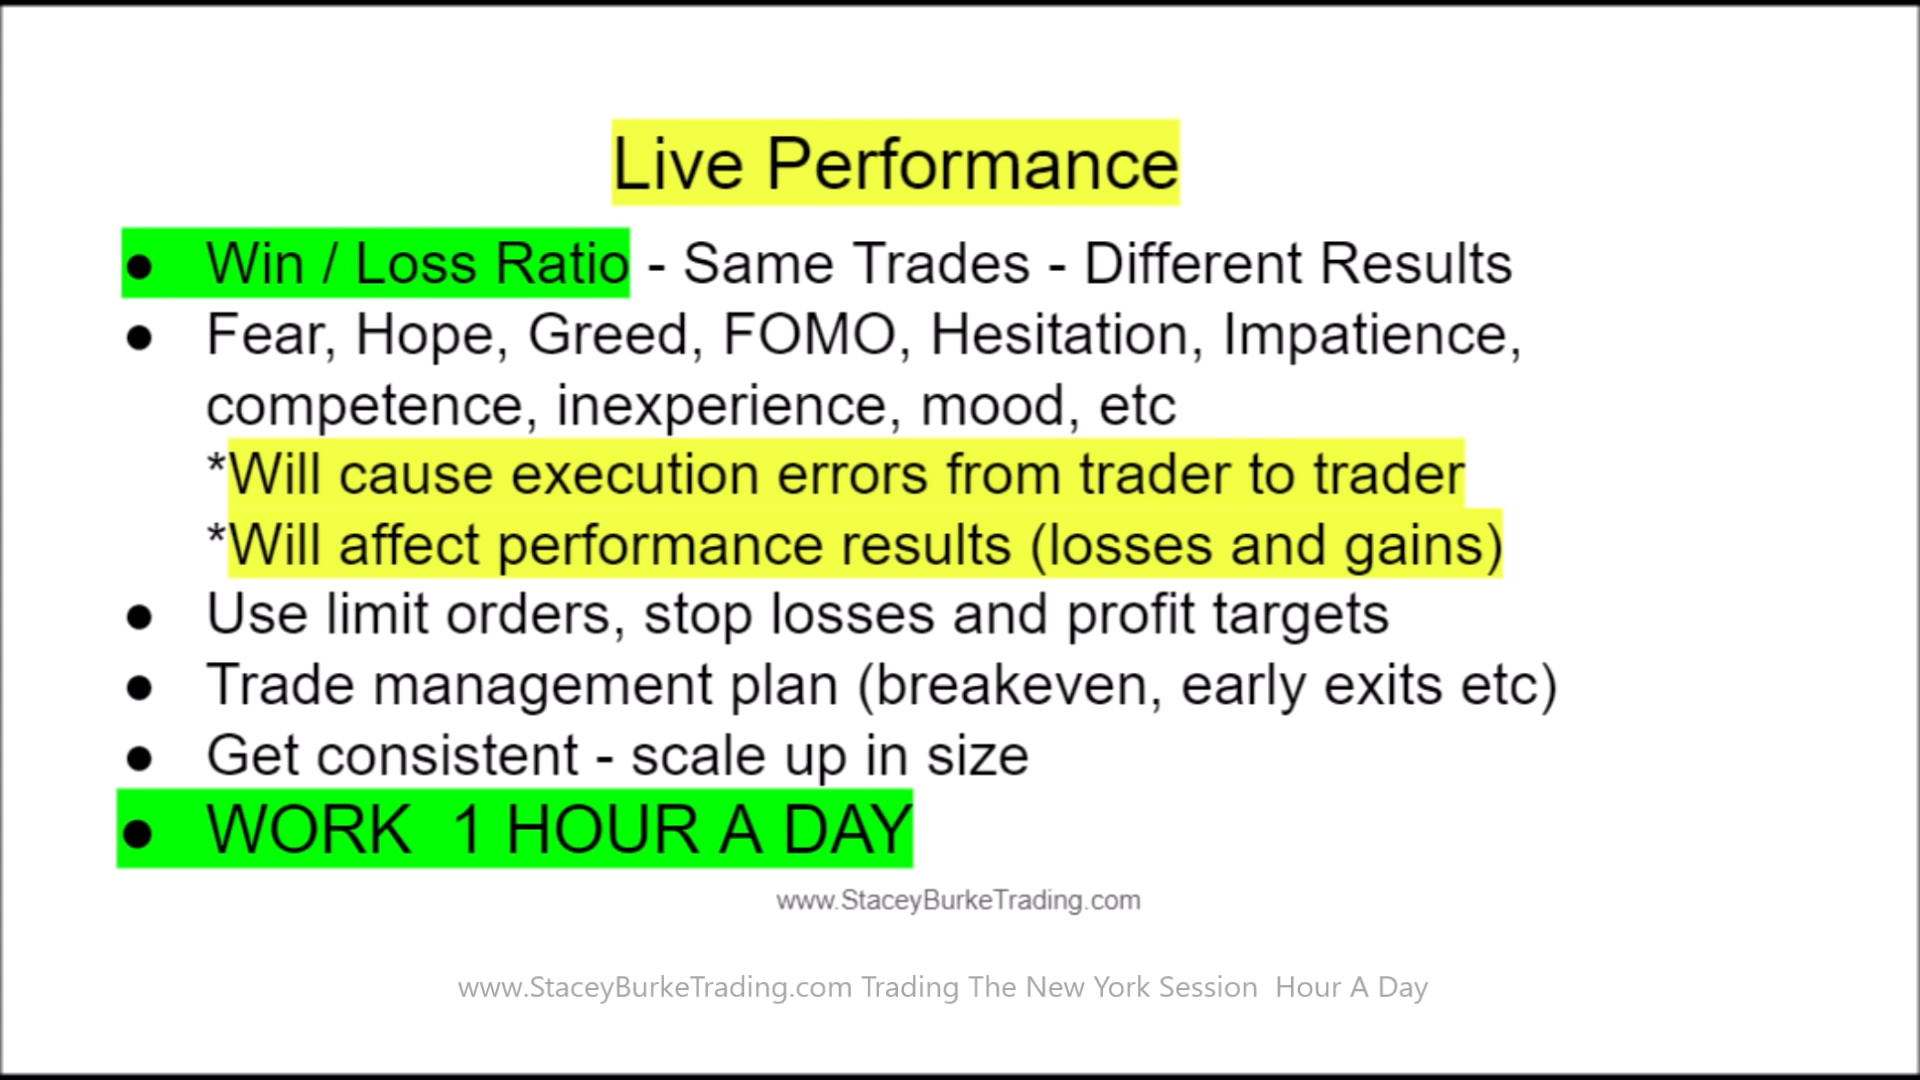 Live Performance
● Win / Loss Ratio - Same Trades - Different Results
● Fear, Hope, Greed, FOMO, Hesitation, Impatience,
competence, inexperience, mood, etc
*Will cause execution errors from trader to trader
*Will affect performance results (losses and gains)
● Use limit orders, stop losses and profit targets
● Trade management plan (breakeven, early exits etc)
● Get consistent - scale up in size
● WORK  1 HOUR A DAY
www.StaceyBurkeTrading.com
www.StaceyBurkeTrading.com Trading The New York Session  Hour A Day